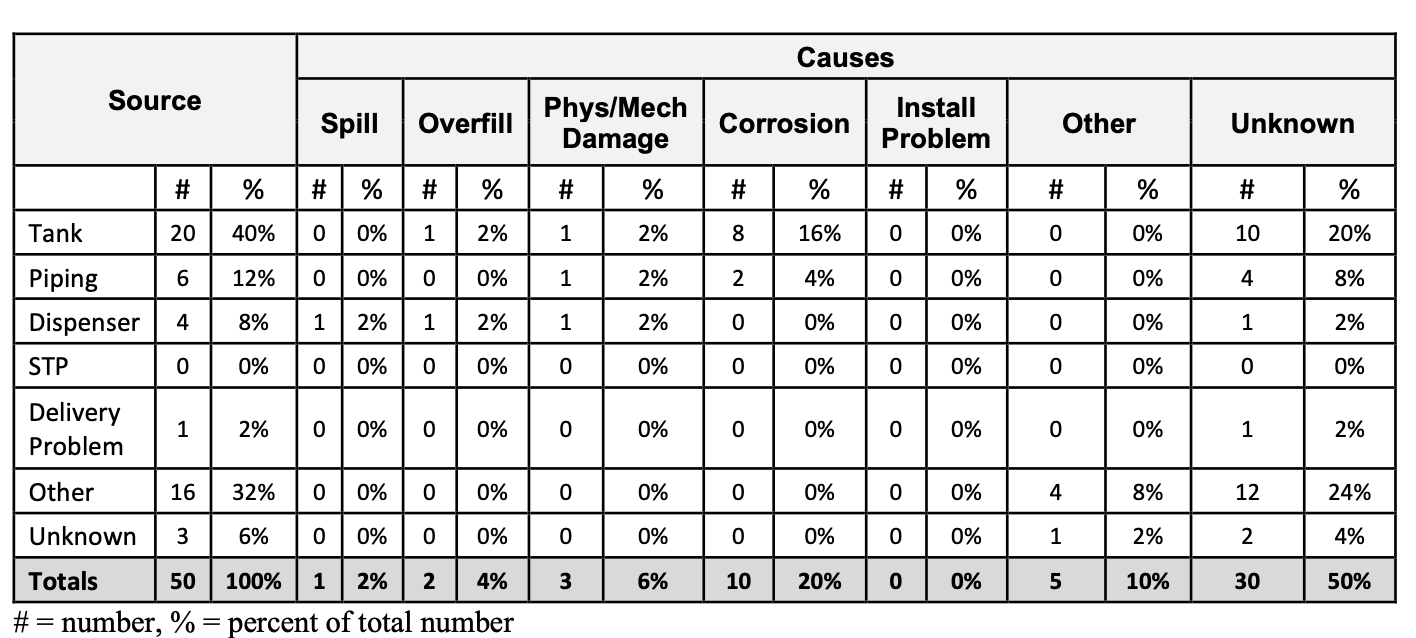 Causes
Source
Spill Overfill Phys/Mech Damage Corrosion Install Problem Other Unknown
# % # % # % # % # % # % # % # %
Tank 20 40% 0 0% 1 2% 1 2% 8 16% 0 0% 0 0% 10 20%
Piping 6 12% 0 0% 0 0% 1 2% 2 4% 0 0% 0 0% 4 8%
Dispenser 4 8% 1 2% 1 2% 1 2% 0 0% 0 0% 0 0% 1 2%
STP 0 0% 0 0% 0 0% 0 0% 0 0% 0 0% 0 0% 0 0%
Delivery Problem 1 2% 0 0% 0 0% 0 0% 0 0% 0 0% 0 0% 1 2%
Other 16 32% 0 0% 0 0% 0 0% 0 0% 0 0% 4 8% 12 24%
Unknown 3 6% 0 0% 0 0% 0 0% 0 0% 0 0% 1 2% 2 4%
Totals 50 100% 1 2% 2 4% 3 6% 10 20% 0 0% 5 10% 30 50%
# = number, % = percent of total number